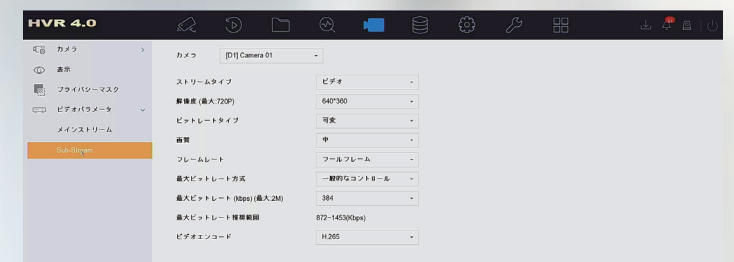 HVR 4.0
カメラ
表示
プライバシーマスク
ビデオパラメータ
メインストリーム
Sub-Stream
カメラ [D1] Camera 01
ストリームタイプ ビデオ
解像度 (最大:720P) 640*360
ビットレートタイプ 可変
画質 中
フレームレート フールフレーム
最大ビットレート方式 一般的なコントロール
最大ビットレート (kbps) (最大:2M) 384
最大ビットレート推奨範囲 872~1453(Kbps)
ビデオエンコード H.265